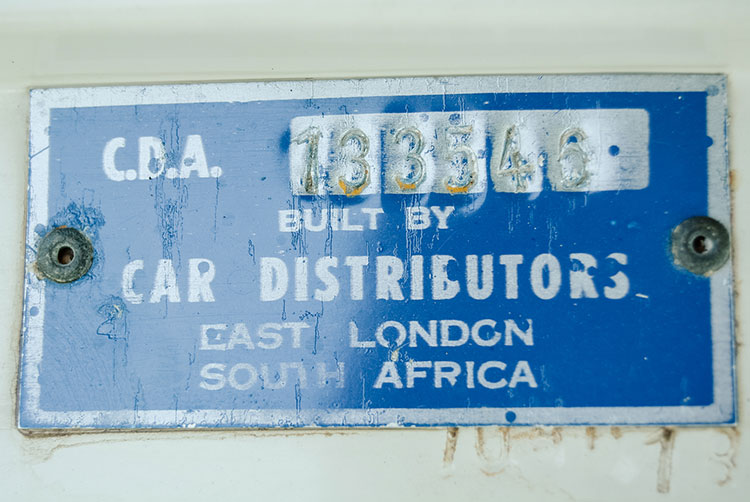 C.D.A. 133546
BUILT BY
CAR DISTRIBUTORS
EAST LONDON
SOUTH AFRICA